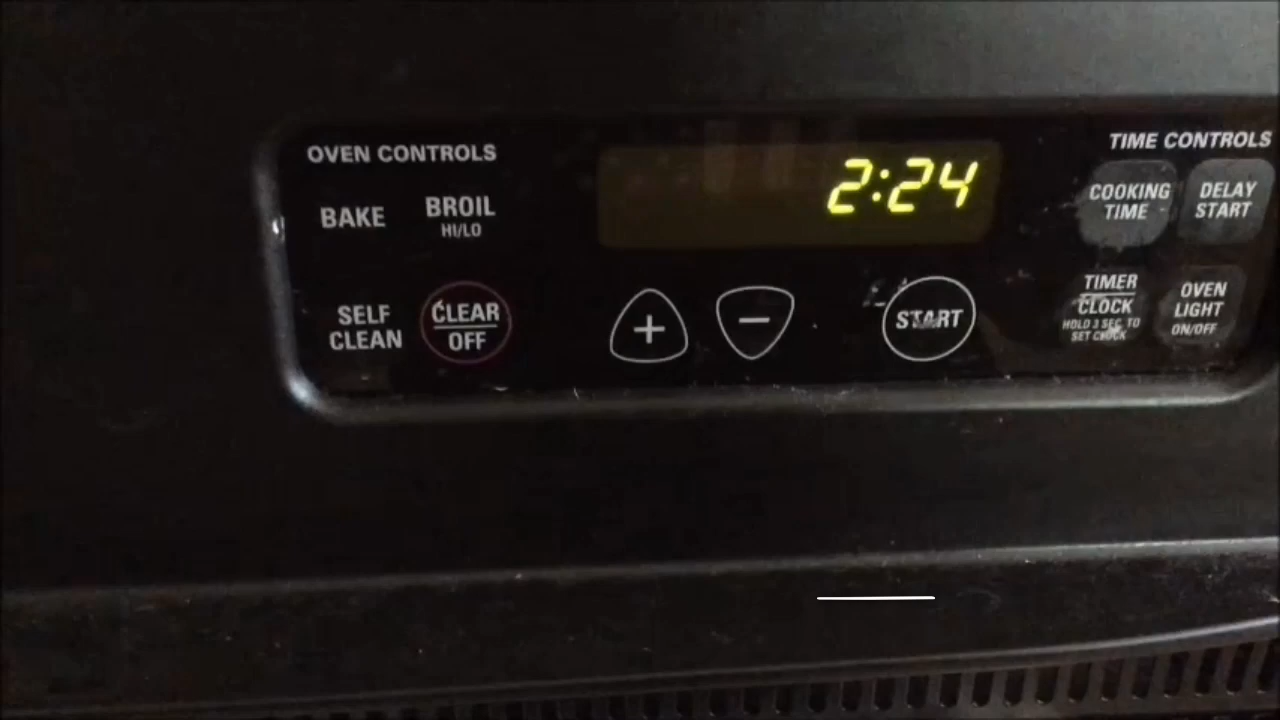 OVEN CONTROLS
BAKE
BROIL
HI/LO
SELF
CLEAN
CLEAR
OFF
2:24
+
−
START
TIME CONTROLS
COOKING
TIME
DELAY
START
TIMER
CLOCK
HOLD 3 SEC TO
SET CLOCK
OVEN
LIGHT
ON/OFF